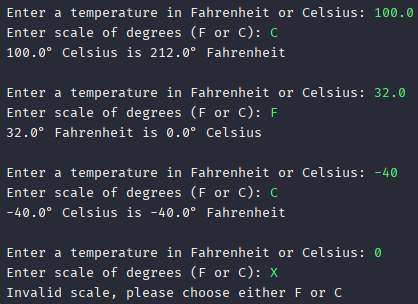 Enter a temperature in Fahrenheit or Celsius: 100.0
Enter scale of degrees (F or C): C
100.0° Celsius is 212.0° Fahrenheit
Enter a temperature in Fahrenheit or Celsius: 32.0
Enter scale of degrees (F or C): F
32.0° Fahrenheit is 0.0° Celsius
Enter a temperature in Fahrenheit or Celsius: -40
Enter scale of degrees (F or C): C
-40.0° Celsius is -40.0° Fahrenheit
Enter a temperature in Fahrenheit or Celsius: 0
Enter scale of degrees (F or C): X
Invalid scale, please choose either F or C